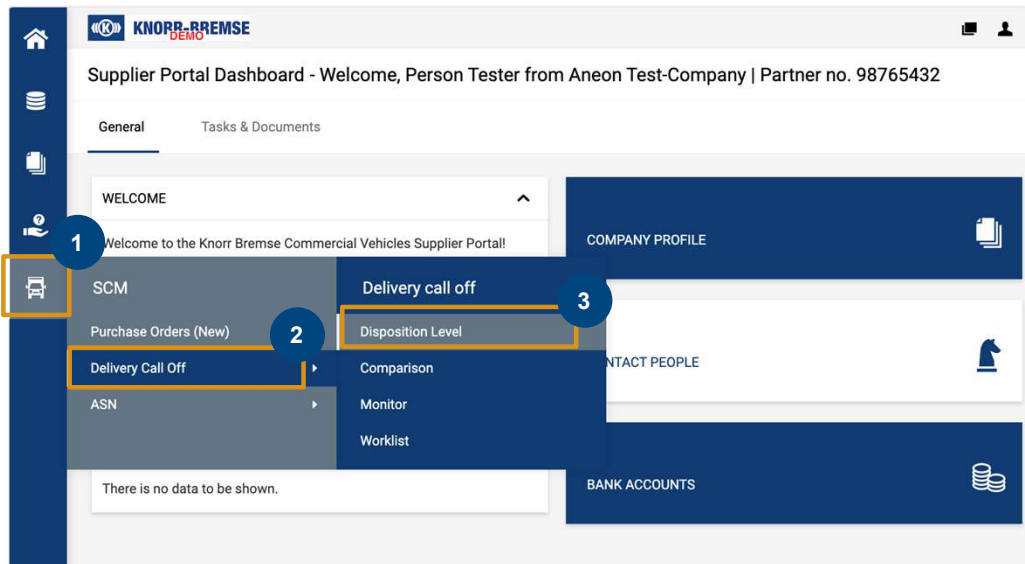 KNORR-BREMSE
DEMO
Supplier Portal Dashboard - Welcome, Person Tester from Aneon Test-Company | Partner no. 98765432
General
Tasks & Documents
WELCOME
Welcome to the Knorr Bremse Commercial Vehicles Supplier Portal!
COMPANY PROFILE
1
SCM
Delivery call off
3
Purchase Orders (New)
2
Disposition Level
Delivery Call Off
Comparison
NTACT PEOPLE
ASN
Monitor
Worklist
There is no data to be shown.
BANK ACCOUNTS